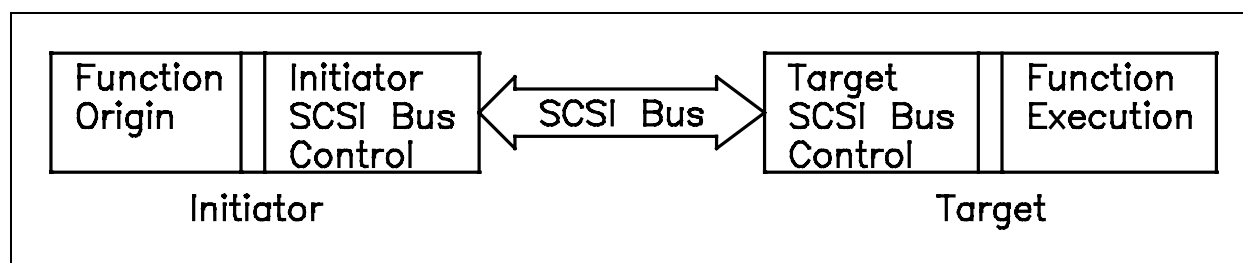 Function
Origin
Initiator
SCSI Bus
Control
SCSI Bus
Target
SCSI Bus
Control
Function
Execution
Initiator
Target